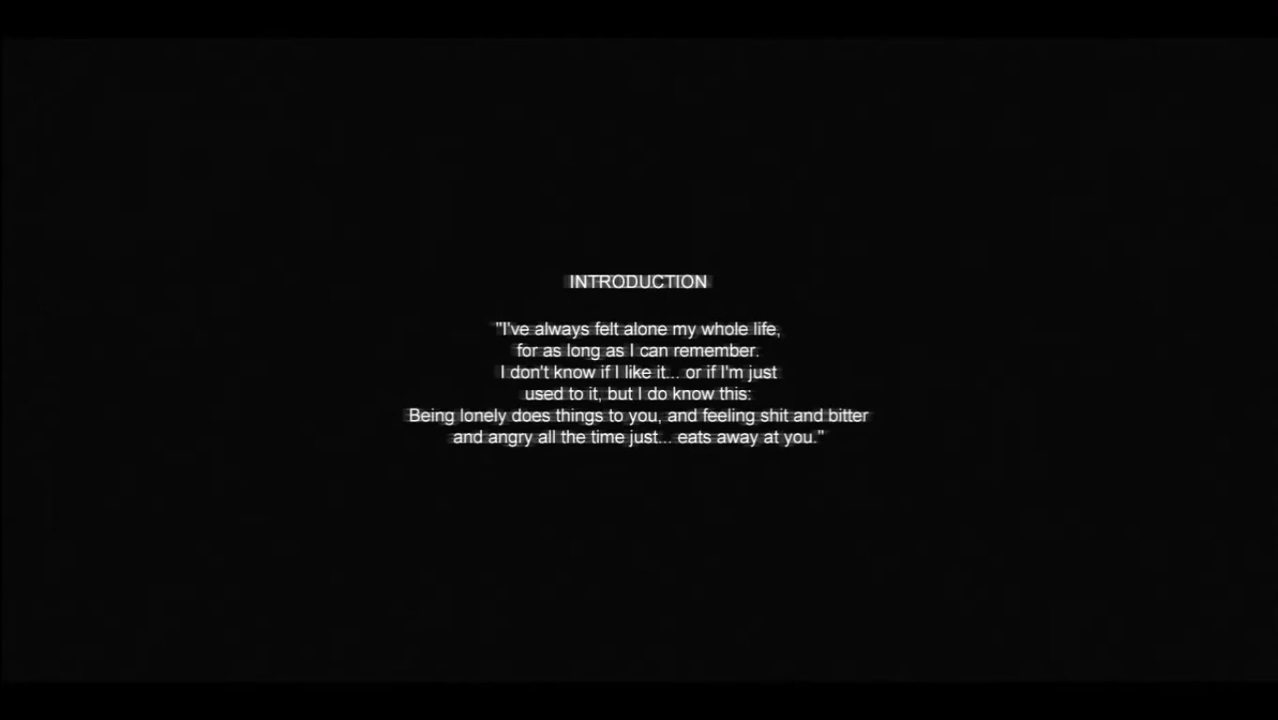 INTRODUCTION
"I've always felt alone my whole life,
for as long as I can remember.
I don't know if I like it... or if I'm just
used to it, but I do know this:
Being lonely does things to you, and feeling shit and bitter
and angry all the time just... eats away at you."